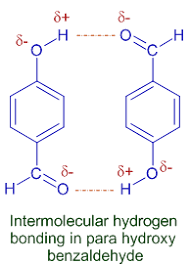 δ+ δ-
δ- H O H
O C
C δ- δ+ δ-
H O H O
Intermolecular hydrogen
bonding in para hydroxy
benzaldehyde